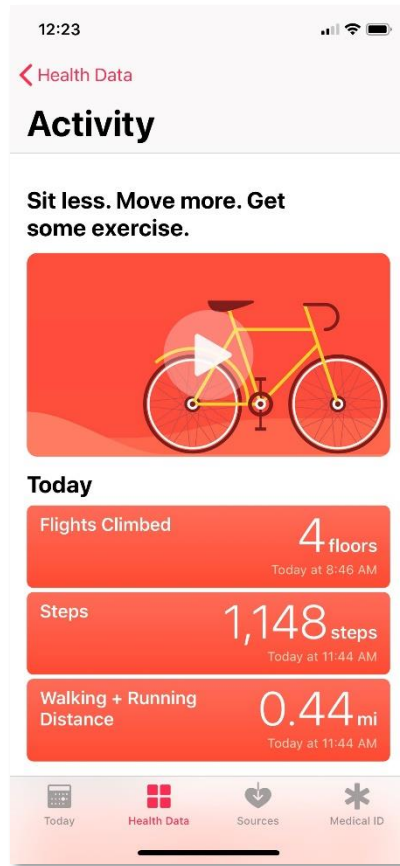 12:23
Health Data
Activity
Sit less. Move more. Get
some exercise.
Today
Flights Climbed
4 floors
Today at 8:46 AM
Steps
1,148 steps
Today at 11:44 AM
Walking + Running
Distance
0.44 mi
Today at 11:44 AM
Today
Health Data
Sources
Medical ID